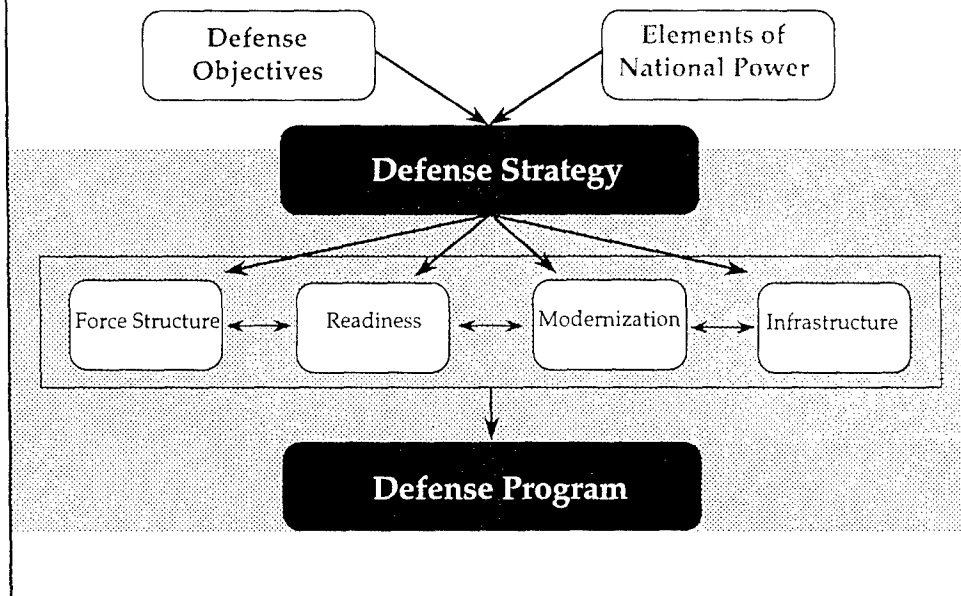 Defense
Objectives
Elements of
National Power
Defense Strategy
Force Structure
Readiness
Modernization
Infrastructure
Defense Program